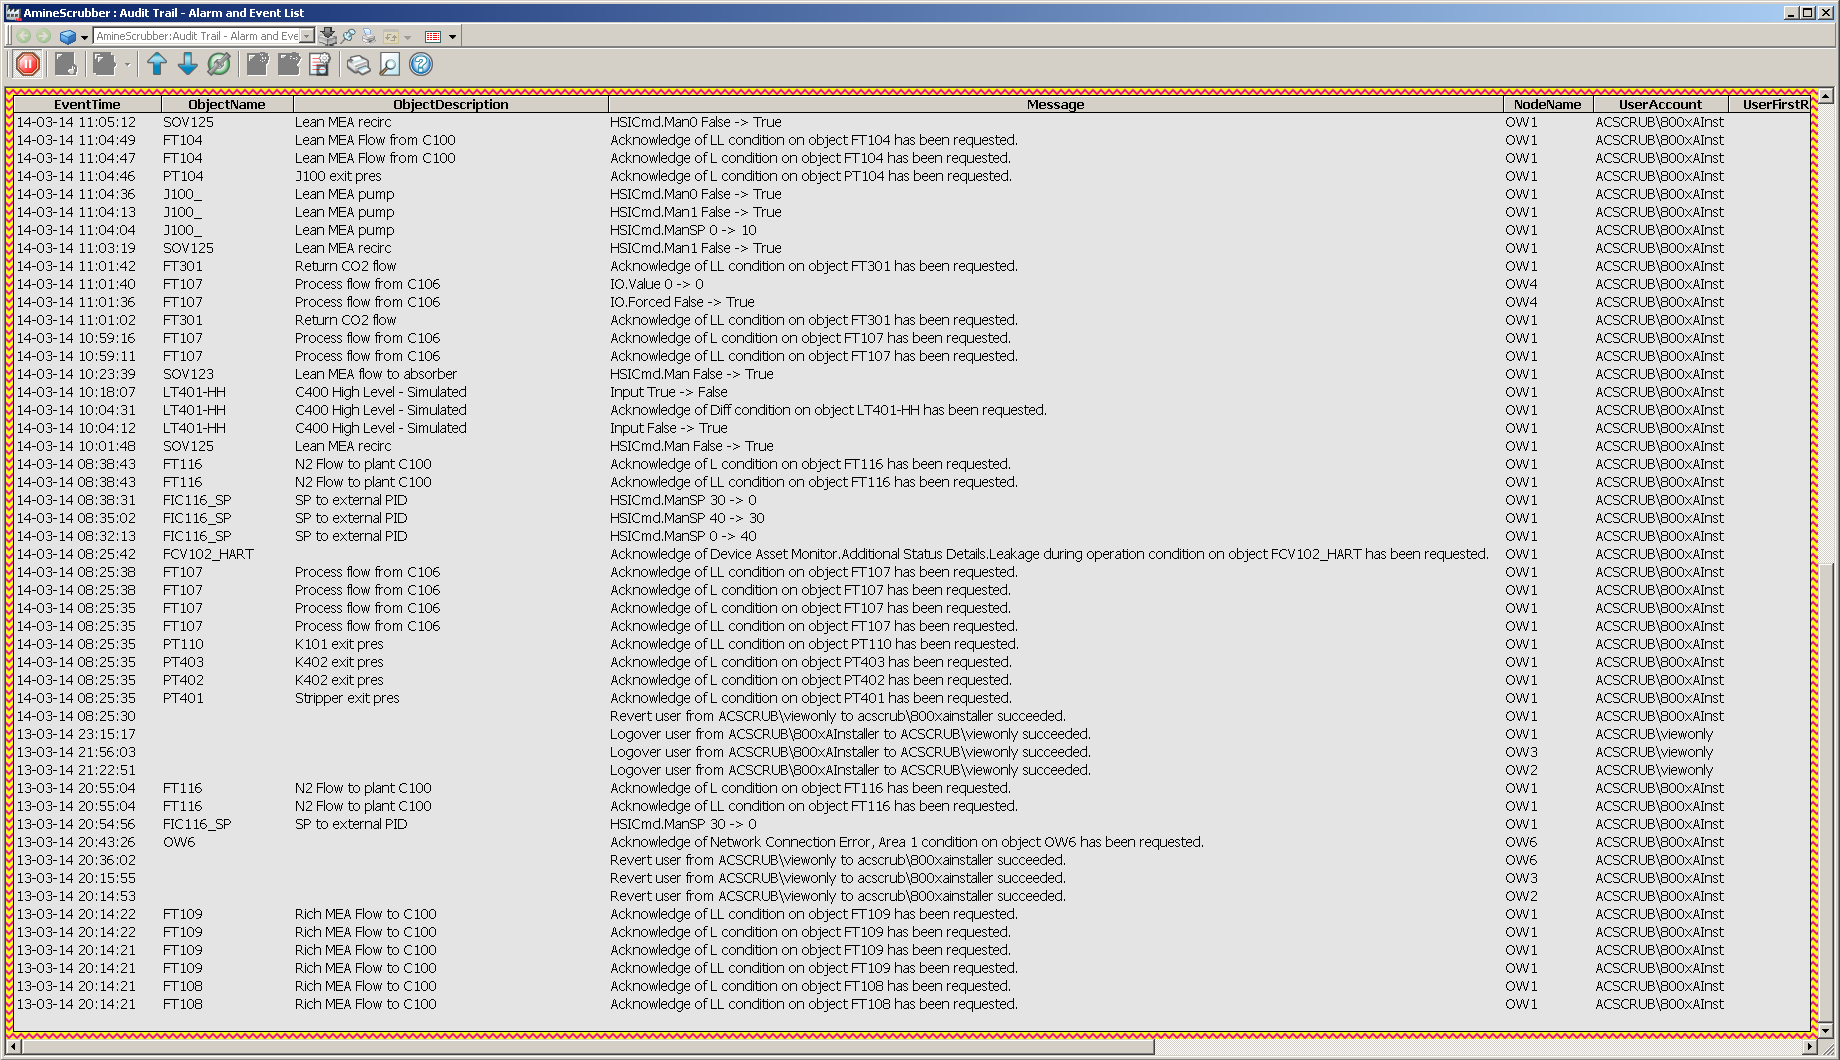 AmineScrubber : Audit Trail - Alarm and Event List
AmineScrubber:Audit Trail - Alarm and Eve
EventTime ObjectName ObjectDescription Message NodeName UserAccount UserFirstR
14-03-14 11:05:12 SOV125 Lean MEA recirc HSICmd.Man0 False -> True OW1 ACSCRUB\800xAInst
14-03-14 11:04:49 FT104 Lean MEA Flow from C100 Acknowledge of LL condition on object FT104 has been requested. OW1 ACSCRUB\800xAInst
14-03-14 11:04:47 FT104 Lean MEA Flow from C100 Acknowledge of L condition on object FT104 has been requested. OW1 ACSCRUB\800xAInst
14-03-14 11:04:46 PT104 J100 exit pres Acknowledge of L condition on object PT104 has been requested. OW1 ACSCRUB\800xAInst
14-03-14 11:04:36 J100_ Lean MEA pump HSICmd.Man0 False -> True OW1 ACSCRUB\800xAInst
14-03-14 11:04:13 J100_ Lean MEA pump HSICmd.Man1 False -> True OW1 ACSCRUB\800xAInst
14-03-14 11:04:04 J100_ Lean MEA pump HSICmd.ManSP 0 -> 10 OW1 ACSCRUB\800xAInst
14-03-14 11:03:19 SOV125 Lean MEA recirc HSICmd.Man1 False -> True OW1 ACSCRUB\800xAInst
14-03-14 11:01:42 FT301 Return CO2 flow Acknowledge of LL condition on object FT301 has been requested. OW1 ACSCRUB\800xAInst
14-03-14 11:01:40 FT107 Process flow from C106 IO.Value 0 -> 0 OW4 ACSCRUB\800xAInst
14-03-14 11:01:36 FT107 Process flow from C106 IO.Forced False -> True OW4 ACSCRUB\800xAInst
14-03-14 11:01:02 FT301 Return CO2 flow Acknowledge of LL condition on object FT301 has been requested. OW1 ACSCRUB\800xAInst
14-03-14 10:59:16 FT107 Process flow from C106 Acknowledge of L condition on object FT107 has been requested. OW1 ACSCRUB\800xAInst
14-03-14 10:59:11 FT107 Process flow from C106 Acknowledge of LL condition on object FT107 has been requested. OW1 ACSCRUB\800xAInst
14-03-14 10:23:39 SOV123 Lean MEA flow to absorber HSICmd.Man False -> True OW1 ACSCRUB\800xAInst
14-03-14 10:18:07 LT401-HH C400 High Level - Simulated Input True -> False OW1 ACSCRUB\800xAInst
14-03-14 10:04:31 LT401-HH C400 High Level - Simulated Acknowledge of Diff condition on object LT401-HH has been requested. OW1 ACSCRUB\800xAInst
14-03-14 10:04:12 LT401-HH C400 High Level - Simulated Input False -> True OW1 ACSCRUB\800xAInst
14-03-14 10:01:48 SOV125 Lean MEA recirc HSICmd.Man False -> True OW1 ACSCRUB\800xAInst
14-03-14 08:38:43 FT116 N2 Flow to plant C100 Acknowledge of L condition on object FT116 has been requested. OW1 ACSCRUB\800xAInst
14-03-14 08:38:43 FT116 N2 Flow to plant C100 Acknowledge of LL condition on object FT116 has been requested. OW1 ACSCRUB\800xAInst
14-03-14 08:38:31 FIC116_SP SP to external PID HSICmd.ManSP 30 -> 0 OW1 ACSCRUB\800xAInst
14-03-14 08:35:02 FIC116_SP SP to external PID HSICmd.ManSP 40 -> 30 OW1 ACSCRUB\800xAInst
14-03-14 08:32:13 FIC116_SP SP to external PID HSICmd.ManSP 0 -> 40 OW1 ACSCRUB\800xAInst
14-03-14 08:25:42 FCV102_HART Acknowledge of Device Asset Monitor.Additional Status Details.Leakage during operation condition on object FCV102_HART has been requested. OW1 ACSCRUB\800xAInst
14-03-14 08:25:38 FT107 Process flow from C106 Acknowledge of LL condition on object FT107 has been requested. OW1 ACSCRUB\800xAInst
14-03-14 08:25:38 FT107 Process flow from C106 Acknowledge of L condition on object FT107 has been requested. OW1 ACSCRUB\800xAInst
14-03-14 08:25:35 FT107 Process flow from C106 Acknowledge of L condition on object FT107 has been requested. OW1 ACSCRUB\800xAInst
14-03-14 08:25:35 FT107 Process flow from C106 Acknowledge of LL condition on object FT107 has been requested. OW1 ACSCRUB\800xAInst
14-03-14 08:25:35 PT110 K101 exit pres Acknowledge of LL condition on object PT110 has been requested. OW1 ACSCRUB\800xAInst
14-03-14 08:25:35 PT403 K402 exit pres Acknowledge of L condition on object PT403 has been requested. OW1 ACSCRUB\800xAInst
14-03-14 08:25:35 PT402 K402 exit pres Acknowledge of L condition on object PT402 has been requested. OW1 ACSCRUB\800xAInst
14-03-14 08:25:35 PT401 Stripper exit pres Acknowledge of L condition on object PT401 has been requested. OW1 ACSCRUB\800xAInst
14-03-14 08:25:30 Revert user from ACSCRUB\viewonly to acscrub\800xainstaller succeeded. OW1 ACSCRUB\800xAInst
13-03-14 23:15:17 Logover user from ACSCRUB\800xAInstaller to ACSCRUB\viewonly succeeded. OW1 ACSCRUB\viewonly
13-03-14 21:56:03 Logover user from ACSCRUB\800xAInstaller to ACSCRUB\viewonly succeeded. OW3 ACSCRUB\viewonly
13-03-14 21:22:51 Logover user from ACSCRUB\800xAInstaller to ACSCRUB\viewonly succeeded. OW2 ACSCRUB\viewonly
13-03-14 20:55:04 FT116 N2 Flow to plant C100 Acknowledge of L condition on object FT116 has been requested. OW1 ACSCRUB\800xAInst
13-03-14 20:55:04 FT116 N2 Flow to plant C100 Acknowledge of LL condition on object FT116 has been requested. OW1 ACSCRUB\800xAInst
13-03-14 20:54:56 FIC116_SP SP to external PID HSICmd.ManSP 30 -> 0 OW1 ACSCRUB\800xAInst
13-03-14 20:43:26 OW6 Acknowledge of Network Connection Error, Area 1 condition on object OW6 has been requested. OW6 ACSCRUB\800xAInst
13-03-14 20:36:02 Revert user from ACSCRUB\viewonly to acscrub\800xainstaller succeeded. OW6 ACSCRUB\800xAInst
13-03-14 20:15:55 Revert user from ACSCRUB\viewonly to acscrub\800xainstaller succeeded. OW3 ACSCRUB\800xAInst
13-03-14 20:14:53 Revert user from ACSCRUB\viewonly to acscrub\800xainstaller succeeded. OW2 ACSCRUB\800xAInst
13-03-14 20:14:22 FT109 Rich MEA Flow to C100 Acknowledge of LL condition on object FT109 has been requested. OW1 ACSCRUB\800xAInst
13-03-14 20:14:22 FT109 Rich MEA Flow to C100 Acknowledge of L condition on object FT109 has been requested. OW1 ACSCRUB\800xAInst
13-03-14 20:14:21 FT109 Rich MEA Flow to C100 Acknowledge of L condition on object FT109 has been requested. OW1 ACSCRUB\800xAInst
13-03-14 20:14:21 FT109 Rich MEA Flow to C100 Acknowledge of LL condition on object FT109 has been requested. OW1 ACSCRUB\800xAInst
13-03-14 20:14:21 FT108 Rich MEA Flow to C100 Acknowledge of L condition on object FT108 has been requested. OW1 ACSCRUB\800xAInst
13-03-14 20:14:21 FT108 Rich MEA Flow to C100 Acknowledge of LL condition on object FT108 has been requested. OW1 ACSCRUB\800xAInst